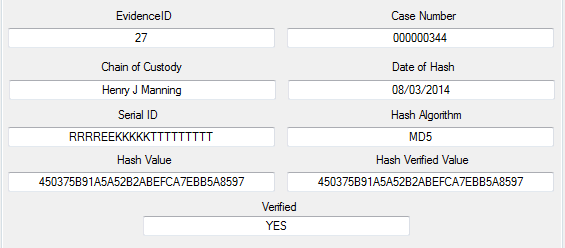 EvidenceID Case Number
27 000000344
Chain of Custody Date of Hash
Henry J Manning 08/03/2014
Serial ID Hash Algorithm
RRRREEKKKKKTTTTTTTTT MD5
Hash Value Hash Verified Value
450375B91A5A52B2ABEFCA7EBB5A8597 450375B91A5A52B2ABEFCA7EBB5A8597
Verified
YES